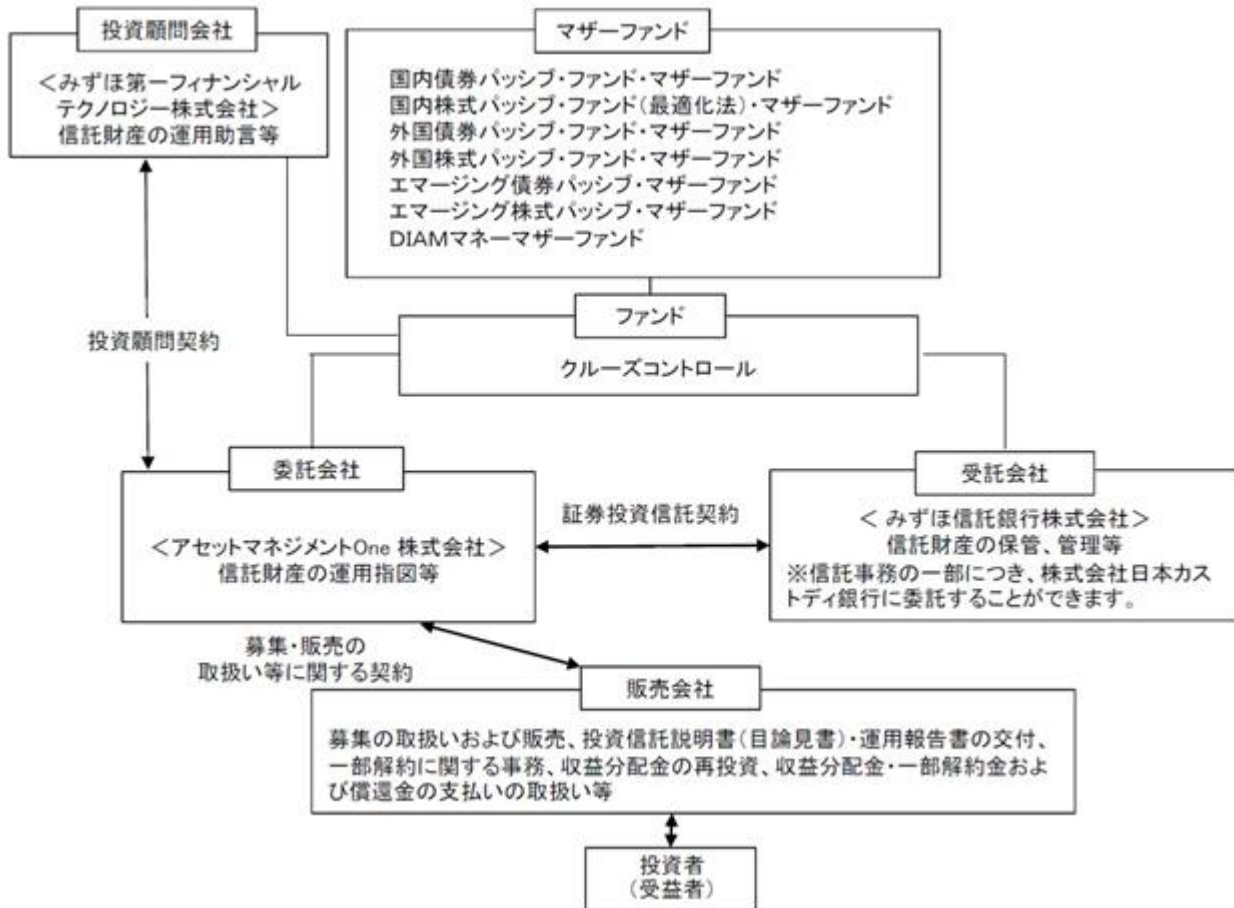 投資顧問会社
＜みずほ第一フィナンシャル
テクノロジー株式会社＞
信託財産の運用助言等
マザーファンド
国内債券パッシブ・ファンド・マザーファンド
国内株式パッシブ・ファンド(最適化法)・マザーファンド
外国債券パッシブ・ファンド・マザーファンド
外国株式パッシブ・ファンド・マザーファンド
エマージング債券パッシブ・マザーファンド
エマージング株式パッシブ・マザーファンド
DIAMマネーマザーファンド
ファンド
クルーズコントロール
投資顧問契約
委託会社
＜アセットマネジメントOne 株式会社＞
信託財産の運用指図等
証券投資信託契約
受託会社
＜ みずほ信託銀行株式会社＞
信託財産の保管、管理等
※信託事務の一部につき、株式会社日本カス
トディ銀行に委託することができます。
募集・販売の
取扱い等に関する契約
販売会社
募集の取扱いおよび販売、投資信託説明書(目論見書)・運用報告書の交付、
一部解約に関する事務、収益分配金の再投資、収益分配金・一部解約金およ
び償還金の支払いの取扱い等
投資者
(受益者)